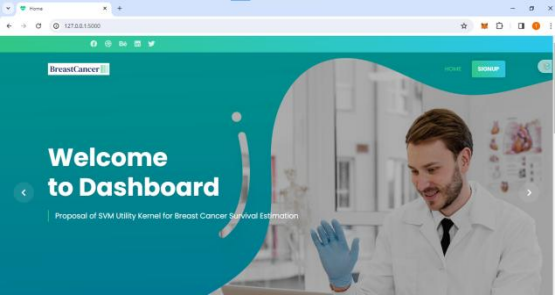 Home
127.0.0.1:5000
BreastCancer
HOME
SIGNUP
Welcome
to Dashboard
Proposal of SVM Utility Kernel for Breast Cancer Survival Estimation